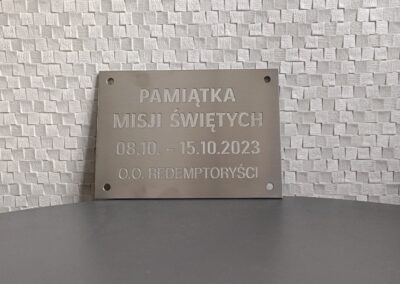 PAMIĄTKA
MISJI ŚWIĘTYCH
08.10. - 15.10.2023
O.O. REDEMPTORYŚCI